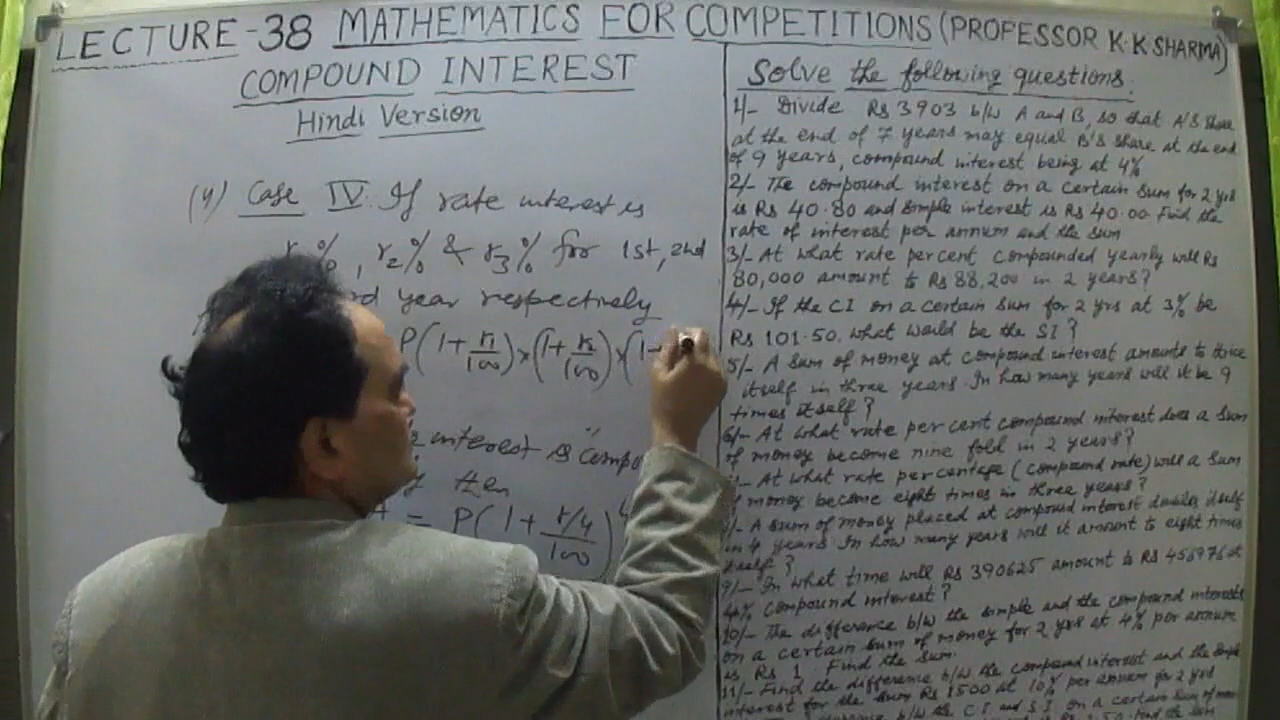 LECTURE-38 MATHEMATICS FOR COMPETITIONS (PROFESSOR K.K SHARMA)
COMPOUND INTEREST
Hindi Version
(4) Case IV. If rate interest is
r₁%, r₂% & r₃% for 1st, 2nd
rd year respectively
P(1+r₁/100)×(1+r₂/100)×(1+
interest is "compo
then
A = P(1+(r/4)/100)⁴
Solve the following questions.
1/- Divide Rs 3903 b/w A and B, so that A's share
at the end of 7 years may equal B's share at the end
of 9 years, compound interest being at 4%
2/- The compound interest on a certain sum for 2 yrs
is Rs 40.80 and simple interest is Rs 40.00 Find the
rate of interest per annum and the sum
3/- At what rate percent compounded yearly will Rs
80,000 amount to Rs 88,200 in 2 years?
4/- If the CI on a certain sum for 2 yrs at 3% be
Rs 101.50. what would be the SI?
5/- A sum of money at compound interest amounts to thrice
itself in three years. In how many years will it be 9
times itself?
6/- At what rate per cent compound interest does a sum
of money become nine fold in 2 years?
At what rate percentage (compound rate) will a sum
money become eight times in three years?
A sum of money placed at compound interest doubles itself
in 4 years In how many years will it amount to eight times
itself?
9/- In what time will Rs 390625 amount to Rs 456976 at
4% compound interest?
10/- The difference b/w the simple and the compound interests
on a certain sum of money for 2 yrs at 4% per annum
is Rs 1. Find the sum.
11/- Find the difference b/w the compound interest and the simple
interest for the sum Rs 1500 at 10% per annum for 2 yrs
b/w the CI and SI on a certain sum of